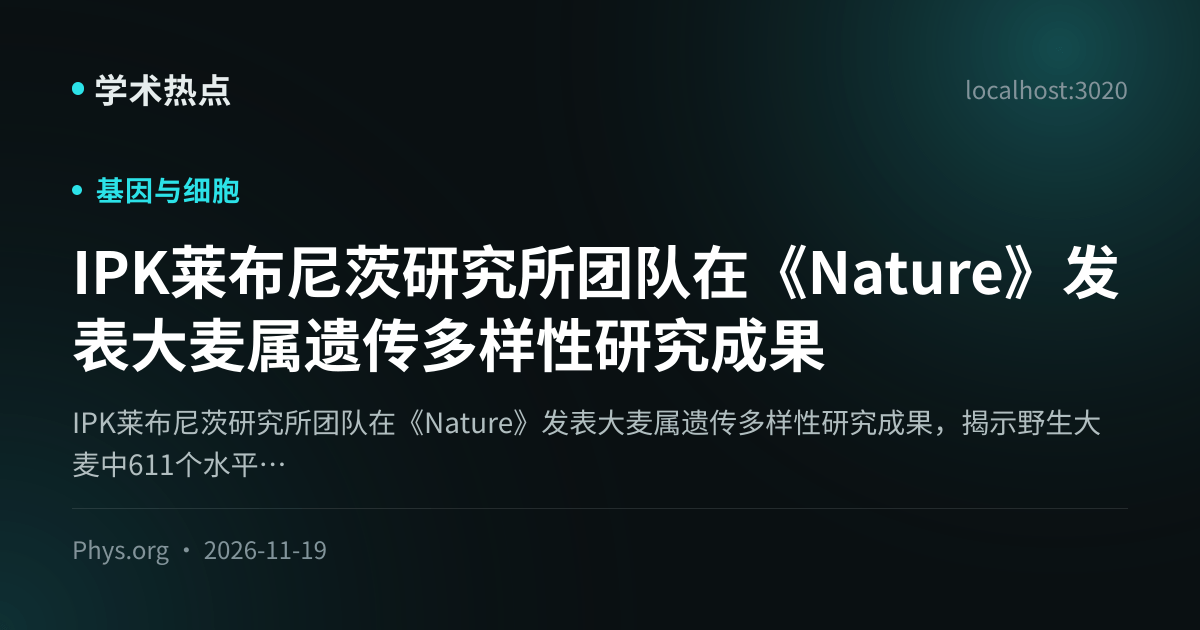 学术热点
localhost:3020
基因与细胞
IPK莱布尼茨研究所团队在《Nature》发
表大麦属遗传多样性研究成果
IPK莱布尼茨研究所团队在《Nature》发表大麦属遗传多样性研究成果，揭示野生大
麦中611个水平…
Phys.org • 2026-11-19